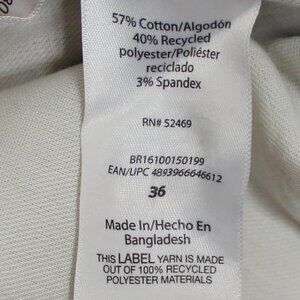 57% Cotton/Algodón
40% Recycled
polyester/Poliéster
reciclado
3% Spandex
RN# 52469
BR16100150199
EAN/UPC 4893966646612
36
Made In/Hecho En
Bangladesh
THIS LABEL YARN IS MADE
OUT OF 100% RECYCLED
POLYESTER MATERIALS